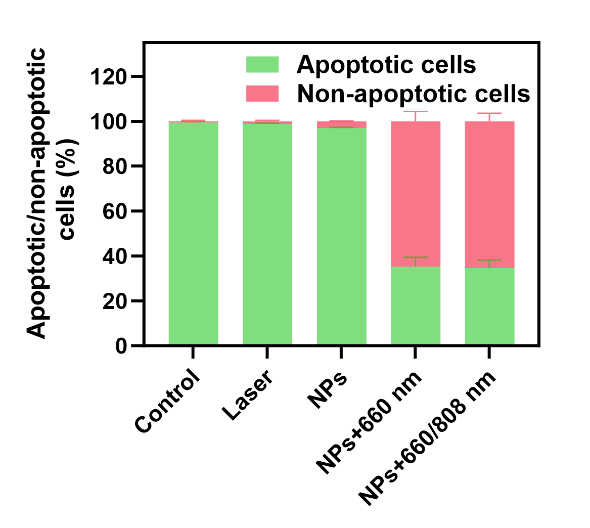 Apoptotic/non-apoptotic
cells (%)
Apoptotic cells
Non-apoptotic cells
120
100
80
60
40
20
0
Control
Laser
NPs
NPs+660 nm
NPs+660/808 nm